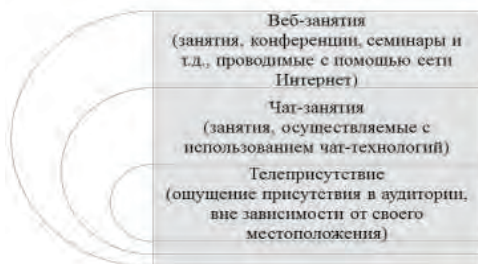 Веб-занятия
(занятия, конференции, семинары и
т.д., проводимые с помощью сети
Интернет)
Чат-занятия
(занятия, осуществляемые с
использованием чат-технологий)
Телеприсутствие
(ощущение присутствия в аудитории,
вне зависимости от своего
местоположения)